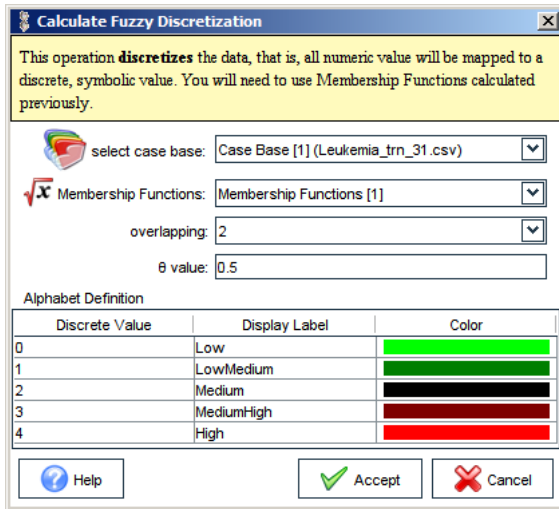 Calculate Fuzzy Discretization
This operation discretizes the data, that is, all numeric value will be mapped to a
discrete, symbolic value. You will need to use Membership Functions calculated
previously.
select case base: Case Base [1] (Leukemia_trn_31.csv)
√x Membership Functions: Membership Functions [1]
overlapping: 2
θ value: 0.5
Alphabet Definition
Discrete Value Display Label Color
0 Low
1 LowMedium
2 Medium
3 MediumHigh
4 High
? Help Accept Cancel